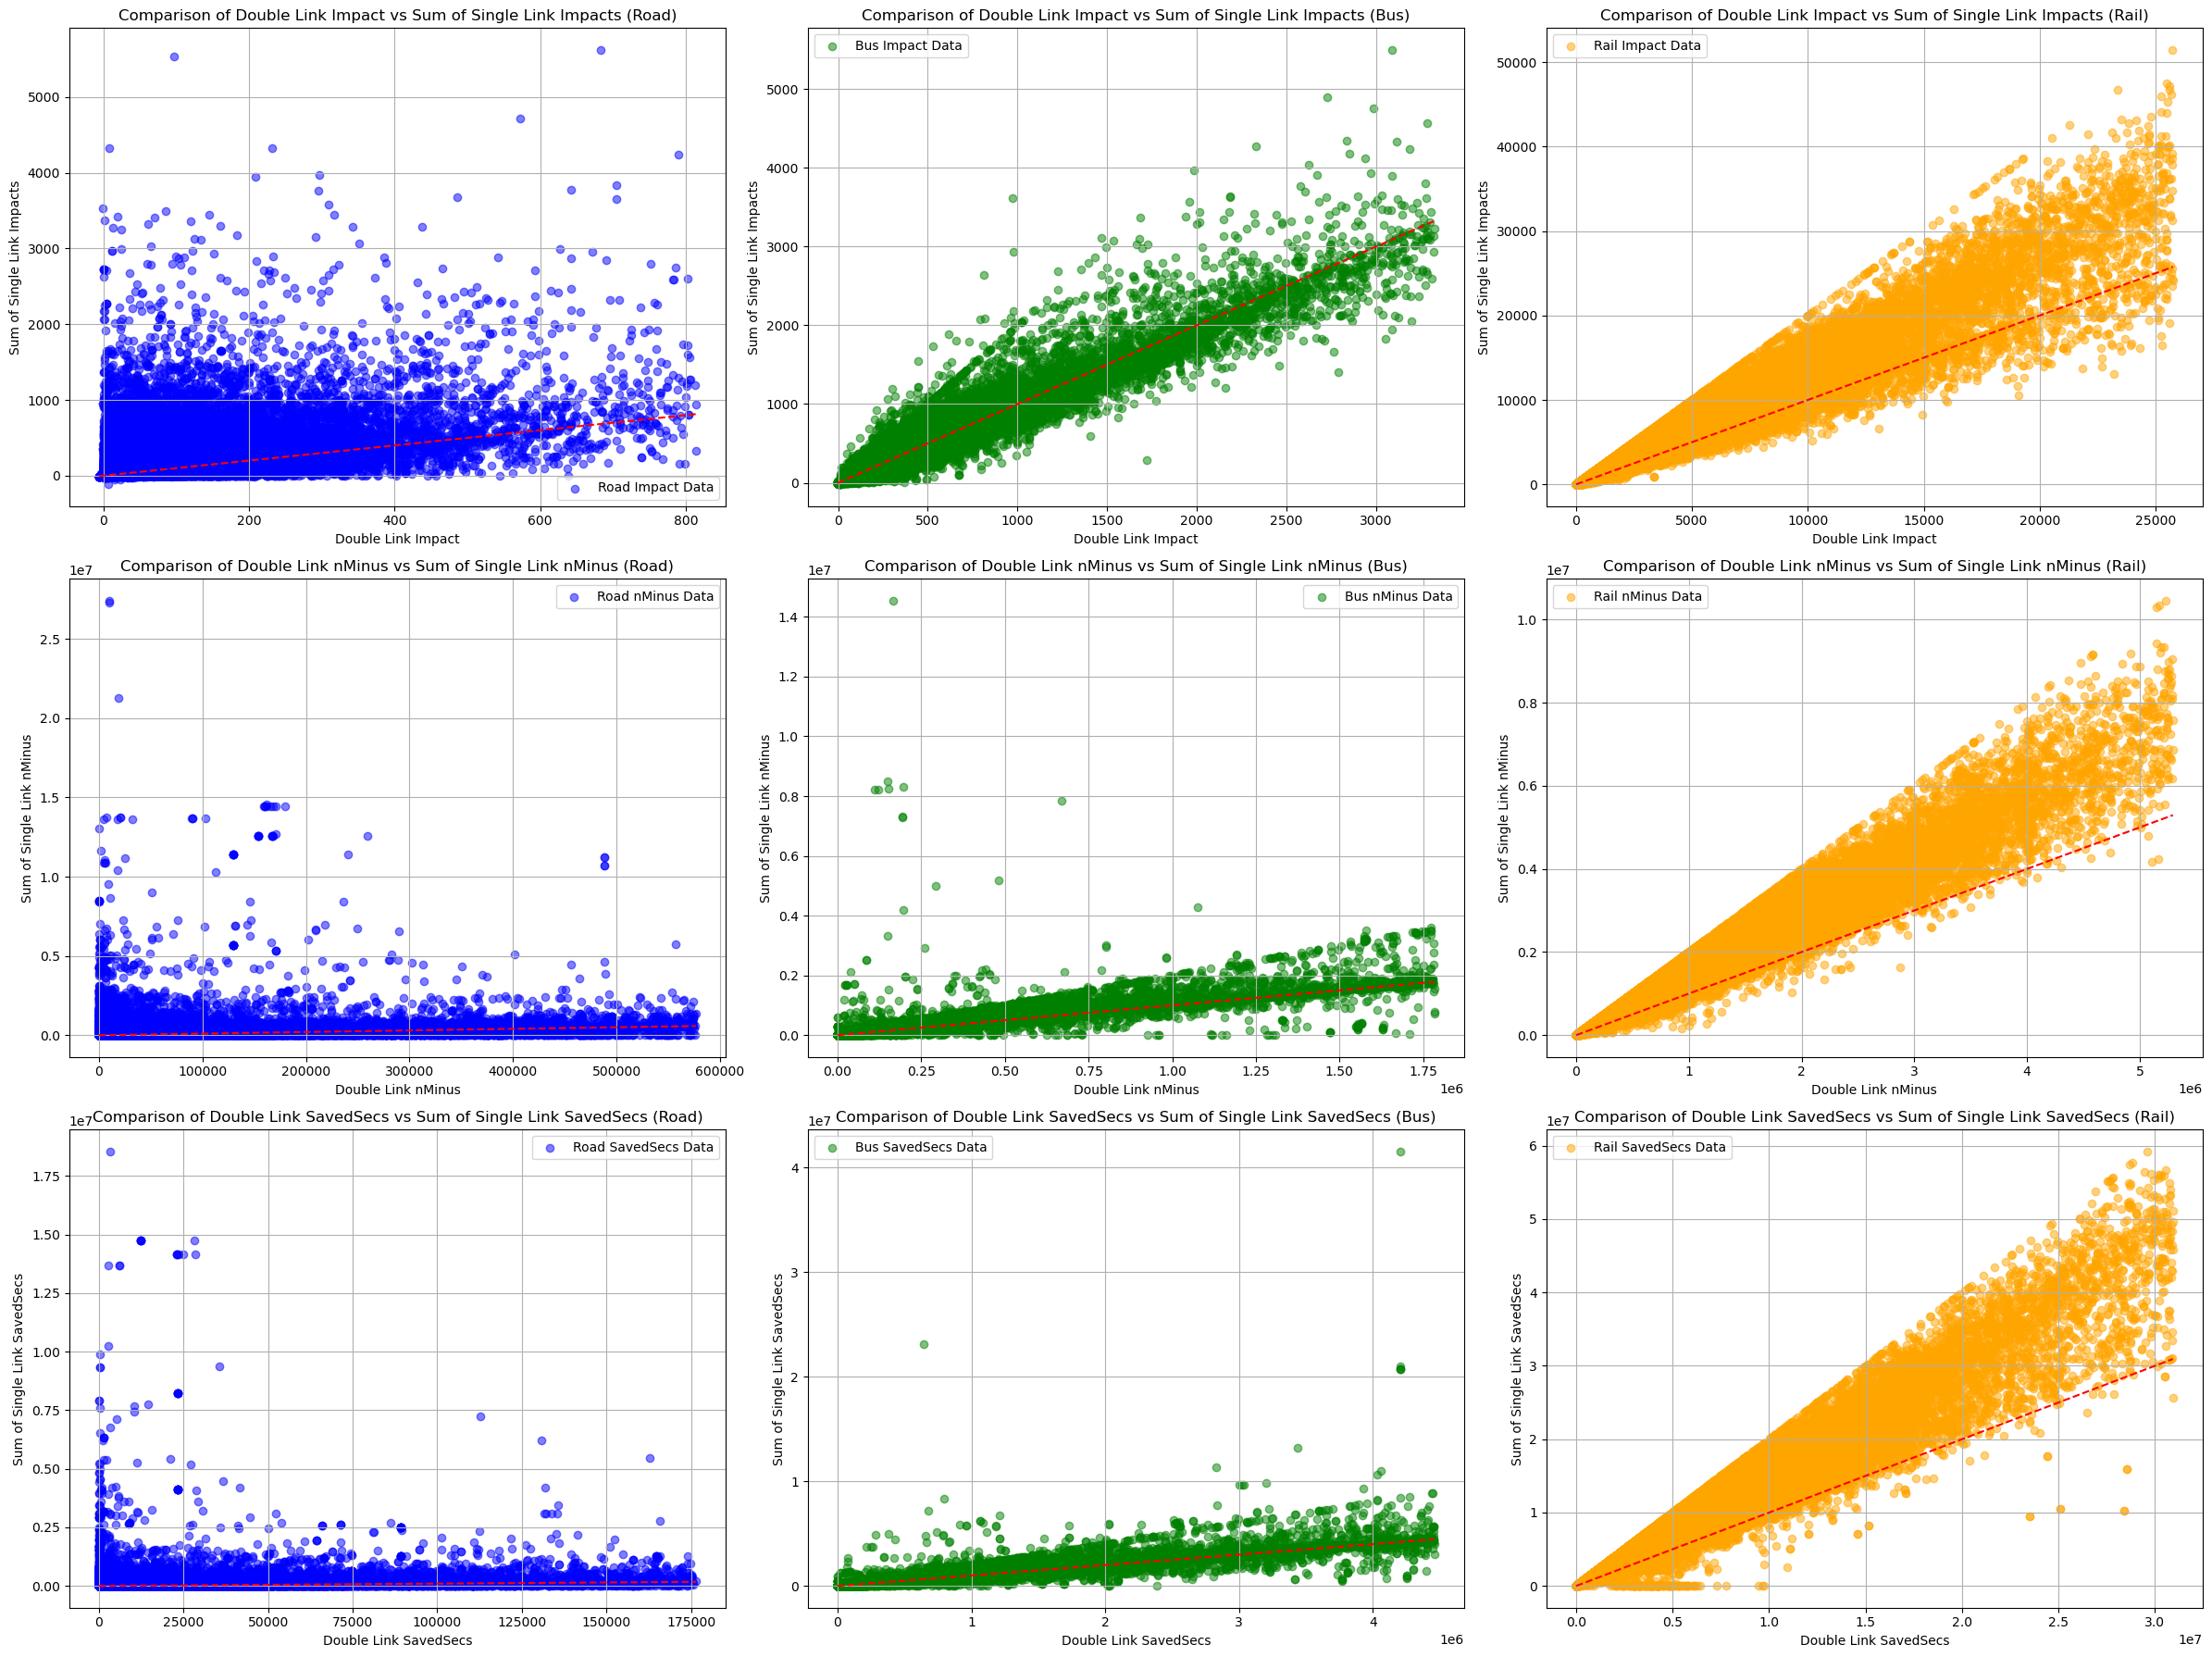 Comparison of Double Link Impact vs Sum of Single Link Impacts (Road)
Sum of Single Link Impacts
5000
4000
3000
2000
1000
0
Road Impact Data
0 200 400 600 800
Double Link Impact
Comparison of Double Link Impact vs Sum of Single Link Impacts (Bus)
Bus Impact Data
Sum of Single Link Impacts
5000
4000
3000
2000
1000
0
0 500 1000 1500 2000 2500 3000
Double Link Impact
Comparison of Double Link Impact vs Sum of Single Link Impacts (Rail)
Rail Impact Data
Sum of Single Link Impacts
50000
40000
30000
20000
10000
0
0 5000 10000 15000 20000 25000
Double Link Impact
Comparison of Double Link nMinus vs Sum of Single Link nMinus (Road)
1e7
Road nMinus Data
Sum of Single Link nMinus
2.5
2.0
1.5
1.0
0.5
0.0
0 100000 200000 300000 400000 500000 600000
Double Link nMinus
Comparison of Double Link nMinus vs Sum of Single Link nMinus (Bus)
1e7
Bus nMinus Data
Sum of Single Link nMinus
1.4
1.2
1.0
0.8
0.6
0.4
0.2
0.0
0.00 0.25 0.50 0.75 1.00 1.25 1.50 1.75
1e6
Double Link nMinus
Comparison of Double Link nMinus vs Sum of Single Link nMinus (Rail)
1e7
Rail nMinus Data
Sum of Single Link nMinus
1.0
0.8
0.6
0.4
0.2
0.0
0 1 2 3 4 5
1e6
Double Link nMinus
Comparison of Double Link SavedSecs vs Sum of Single Link SavedSecs (Road)
1e7
Road SavedSecs Data
Sum of Single Link SavedSecs
1.75
1.50
1.25
1.00
0.75
0.50
0.25
0.00
0 25000 50000 75000 100000 125000 150000 175000
Double Link SavedSecs
Comparison of Double Link SavedSecs vs Sum of Single Link SavedSecs (Bus)
1e7
Bus SavedSecs Data
Sum of Single Link SavedSecs
4
3
2
1
0
0 1 2 3 4
1e6
Double Link SavedSecs
Comparison of Double Link SavedSecs vs Sum of Single Link SavedSecs (Rail)
1e7
Rail SavedSecs Data
Sum of Single Link SavedSecs
6
5
4
3
2
1
0
0.0 0.5 1.0 1.5 2.0 2.5 3.0
1e7
Double Link SavedSecs